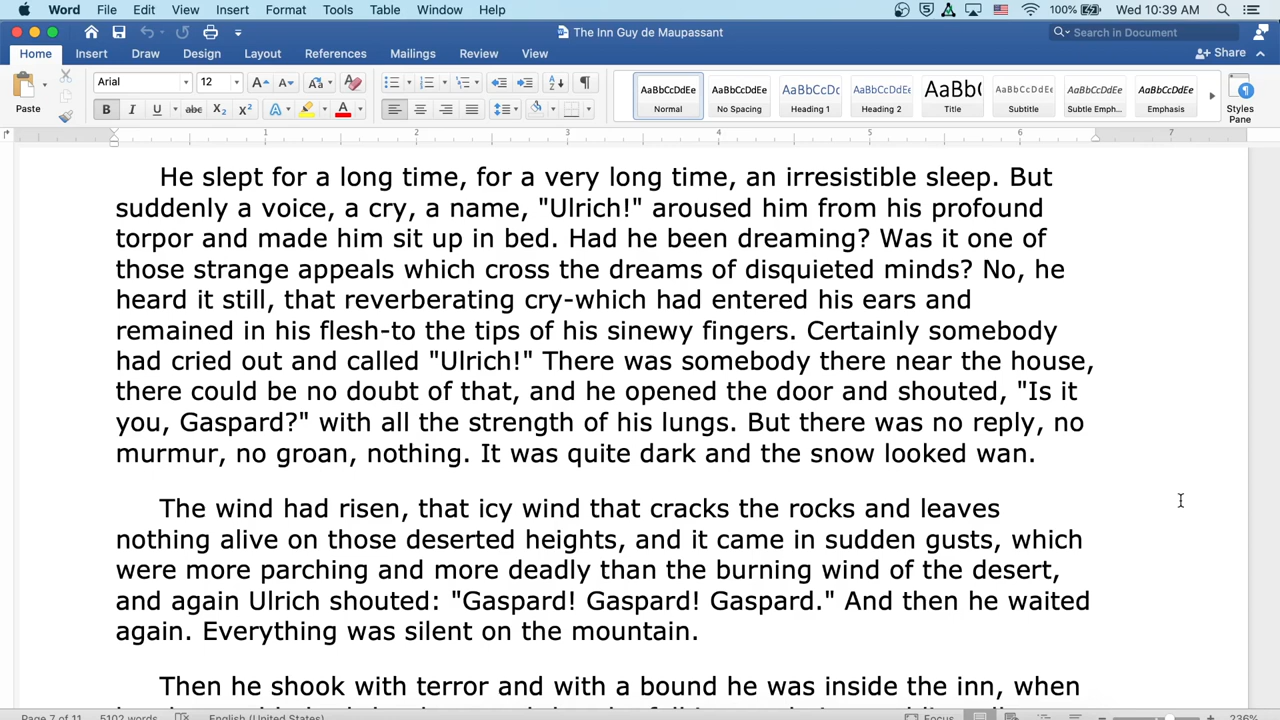 Word File Edit View Insert Format Tools Table Window Help 100% Wed 10:39 AM
The Inn Guy de Maupassant Search in Document
Home Insert Draw Design Layout References Mailings Review View Share
Paste Arial 12 AaBbCcDdEe AaBbCcDdEe AaBbCcDc AaBbCcDdEe AaBbC AaBbCcDdEe AaBbCcDdEe AaBbCcDdEe
Normal No Spacing Heading 1 Heading 2 Title Subtitle Subtle Emph... Emphasis Styles Pane
1 2 3 4 5 6 7
He slept for a long time, for a very long time, an irresistible sleep. But
suddenly a voice, a cry, a name, "Ulrich!" aroused him from his profound
torpor and made him sit up in bed. Had he been dreaming? Was it one of
those strange appeals which cross the dreams of disquieted minds? No, he
heard it still, that reverberating cry-which had entered his ears and
remained in his flesh-to the tips of his sinewy fingers. Certainly somebody
had cried out and called "Ulrich!" There was somebody there near the house,
there could be no doubt of that, and he opened the door and shouted, "Is it
you, Gaspard?" with all the strength of his lungs. But there was no reply, no
murmur, no groan, nothing. It was quite dark and the snow looked wan.
The wind had risen, that icy wind that cracks the rocks and leaves
nothing alive on those deserted heights, and it came in sudden gusts, which
were more parching and more deadly than the burning wind of the desert,
and again Ulrich shouted: "Gaspard! Gaspard! Gaspard." And then he waited
again. Everything was silent on the mountain.
Then he shook with terror and with a bound he was inside the inn, when
Page 7 of 11 5102 words English (United States) Focus 236%